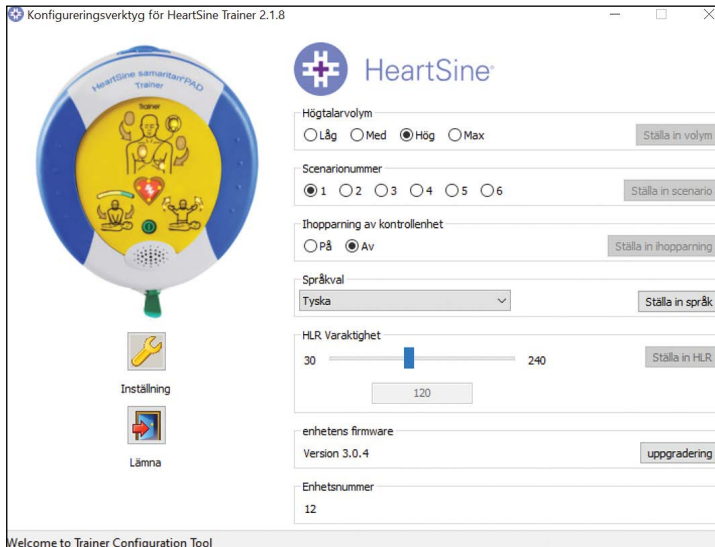 Konfigureringsverktyg för HeartSine Trainer 2.1.8
HeartSine samaritan PAD
Trainer
Trainer
HeartSine
Högtalarvolym
Låg Med Hög Max Ställa in volym
Scenarionummer
1 2 3 4 5 6 Ställa in scenario
Ihopparning av kontrollenhet
På Av Ställa in ihopparning
Språkval
Tyska Ställa in språk
HLR Varaktighet
30 240 Ställa in HLR
120
Inställning
enhetens firmware
Version 3.0.4 uppgradering
Lämna
Enhetsnummer
12
Welcome to Trainer Configuration Tool